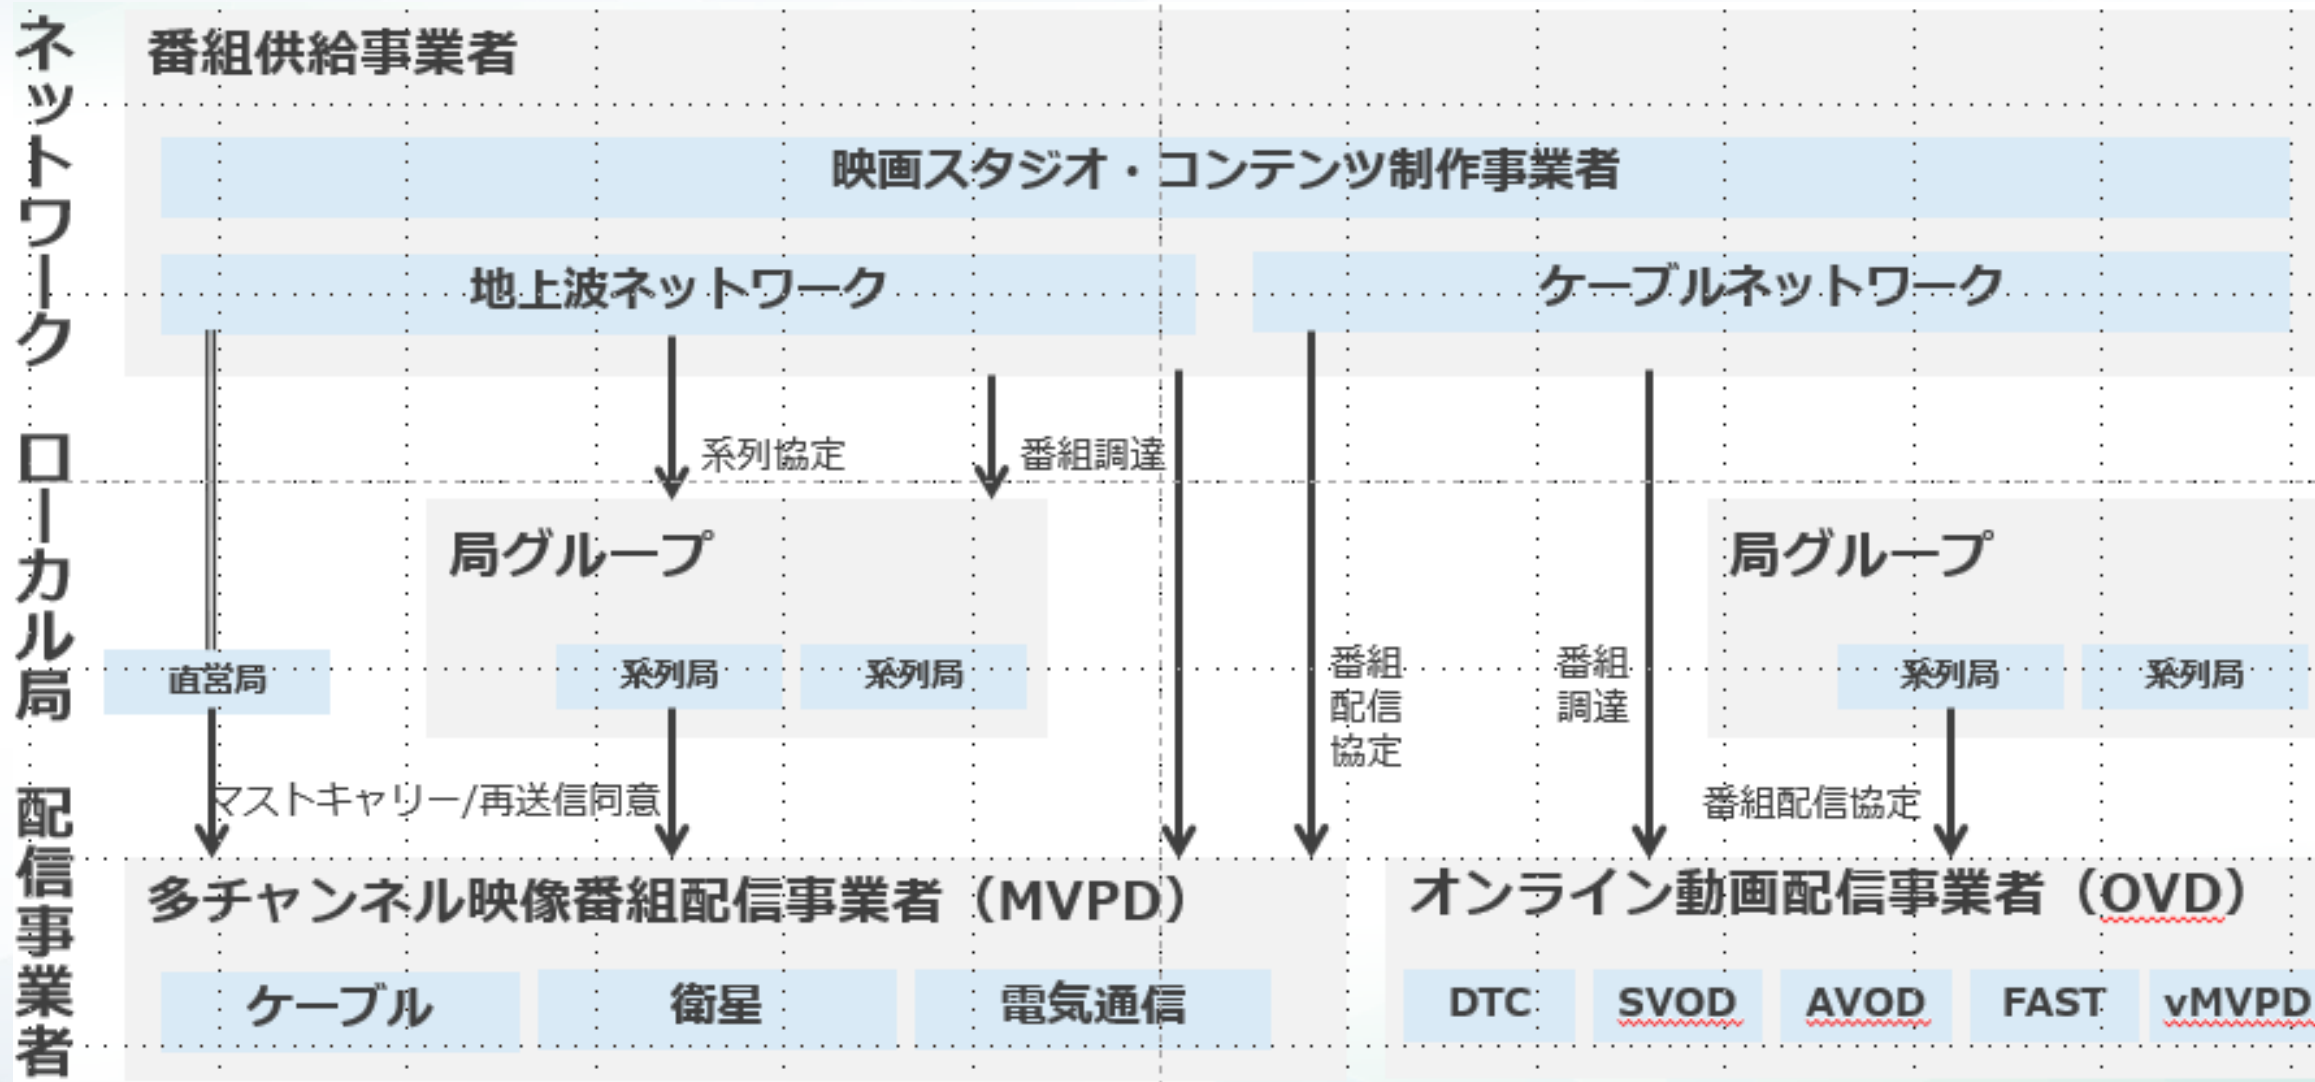 ネットワーク
ローカル局
配信事業者
番組供給事業者
映画スタジオ・コンテンツ制作事業者
地上波ネットワーク
ケーブルネットワーク
系列協定
番組調達
局グループ
系列局
系列局
直営局
番組
配信
協定
番組
調達
局グループ
系列局
系列局
マストキャリー/再送信同意
番組配信協定
多チャンネル映像番組配信事業者（MVPD）
ケーブル
衛星
電気通信
オンライン動画配信事業者（OVD）
DTC
SVOD
AVOD
FAST
vMVPD